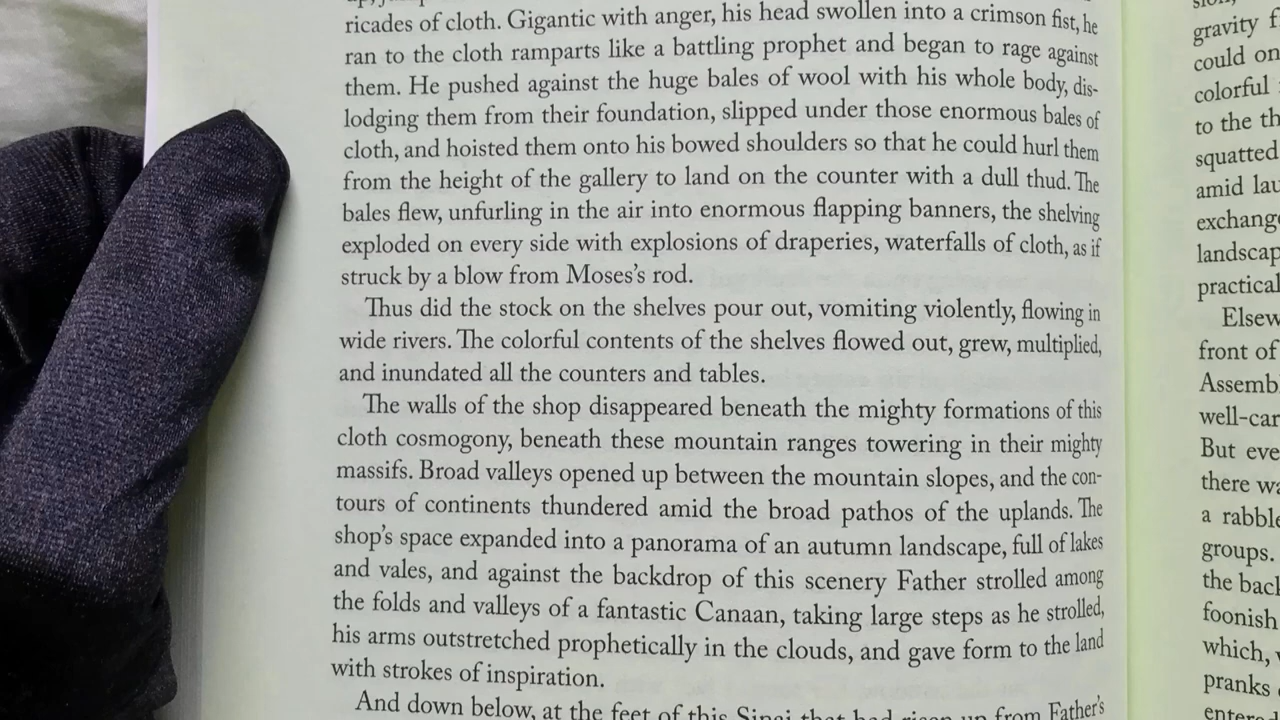 ricades of cloth. Gigantic with anger, his head swollen into a crimson fist, he
ran to the cloth ramparts like a battling prophet and began to rage against
them. He pushed against the huge bales of wool with his whole body, dis-
lodging them from their foundation, slipped under those enormous bales of
cloth, and hoisted them onto his bowed shoulders so that he could hurl them
from the height of the gallery to land on the counter with a dull thud. The
bales flew, unfurling in the air into enormous flapping banners, the shelving
exploded on every side with explosions of draperies, waterfalls of cloth, as if
struck by a blow from Moses's rod.
Thus did the stock on the shelves pour out, vomiting violently, flowing in
wide rivers. The colorful contents of the shelves flowed out, grew, multiplied,
and inundated all the counters and tables.
The walls of the shop disappeared beneath the mighty formations of this
cloth cosmogony, beneath these mountain ranges towering in their mighty
massifs. Broad valleys opened up between the mountain slopes, and the con-
tours of continents thundered amid the broad pathos of the uplands. The
shop's space expanded into a panorama of an autumn landscape, full of lakes
and vales, and against the backdrop of this scenery Father strolled among
the folds and valleys of a fantastic Canaan, taking large steps as he strolled,
his arms outstretched prophetically in the clouds, and gave form to the land
with strokes of inspiration.
And down below, at the feet of this Sinai that had risen up from Father's
gravity
could on
colorful
to the
squatted
amid
exchang
landscap
practical
Elsew
front of
Assemb
well-car
But eve
there
a rabbl
groups.
the back
foonish
which,
pranks
entere